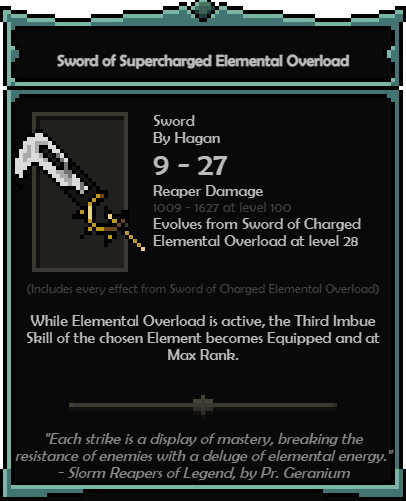 Sword of Supercharged Elemental Overload
Sword
By Hagan
9 - 27
Reaper Damage
1009 - 1627 at level 100
Evolves from Sword of Charged
Elemental Overload at level 28
(Includes every effect from Sword of Charged Elemental Overload)
While Elemental Overload is active, the Third Imbue
Skill of the chosen Element becomes Equipped and at
Max Rank.
"Each strike is a display of mastery, breaking the
resistance of enemies with a deluge of elemental energy."
- Slorm Reapers of Legend, by Pr. Geranium